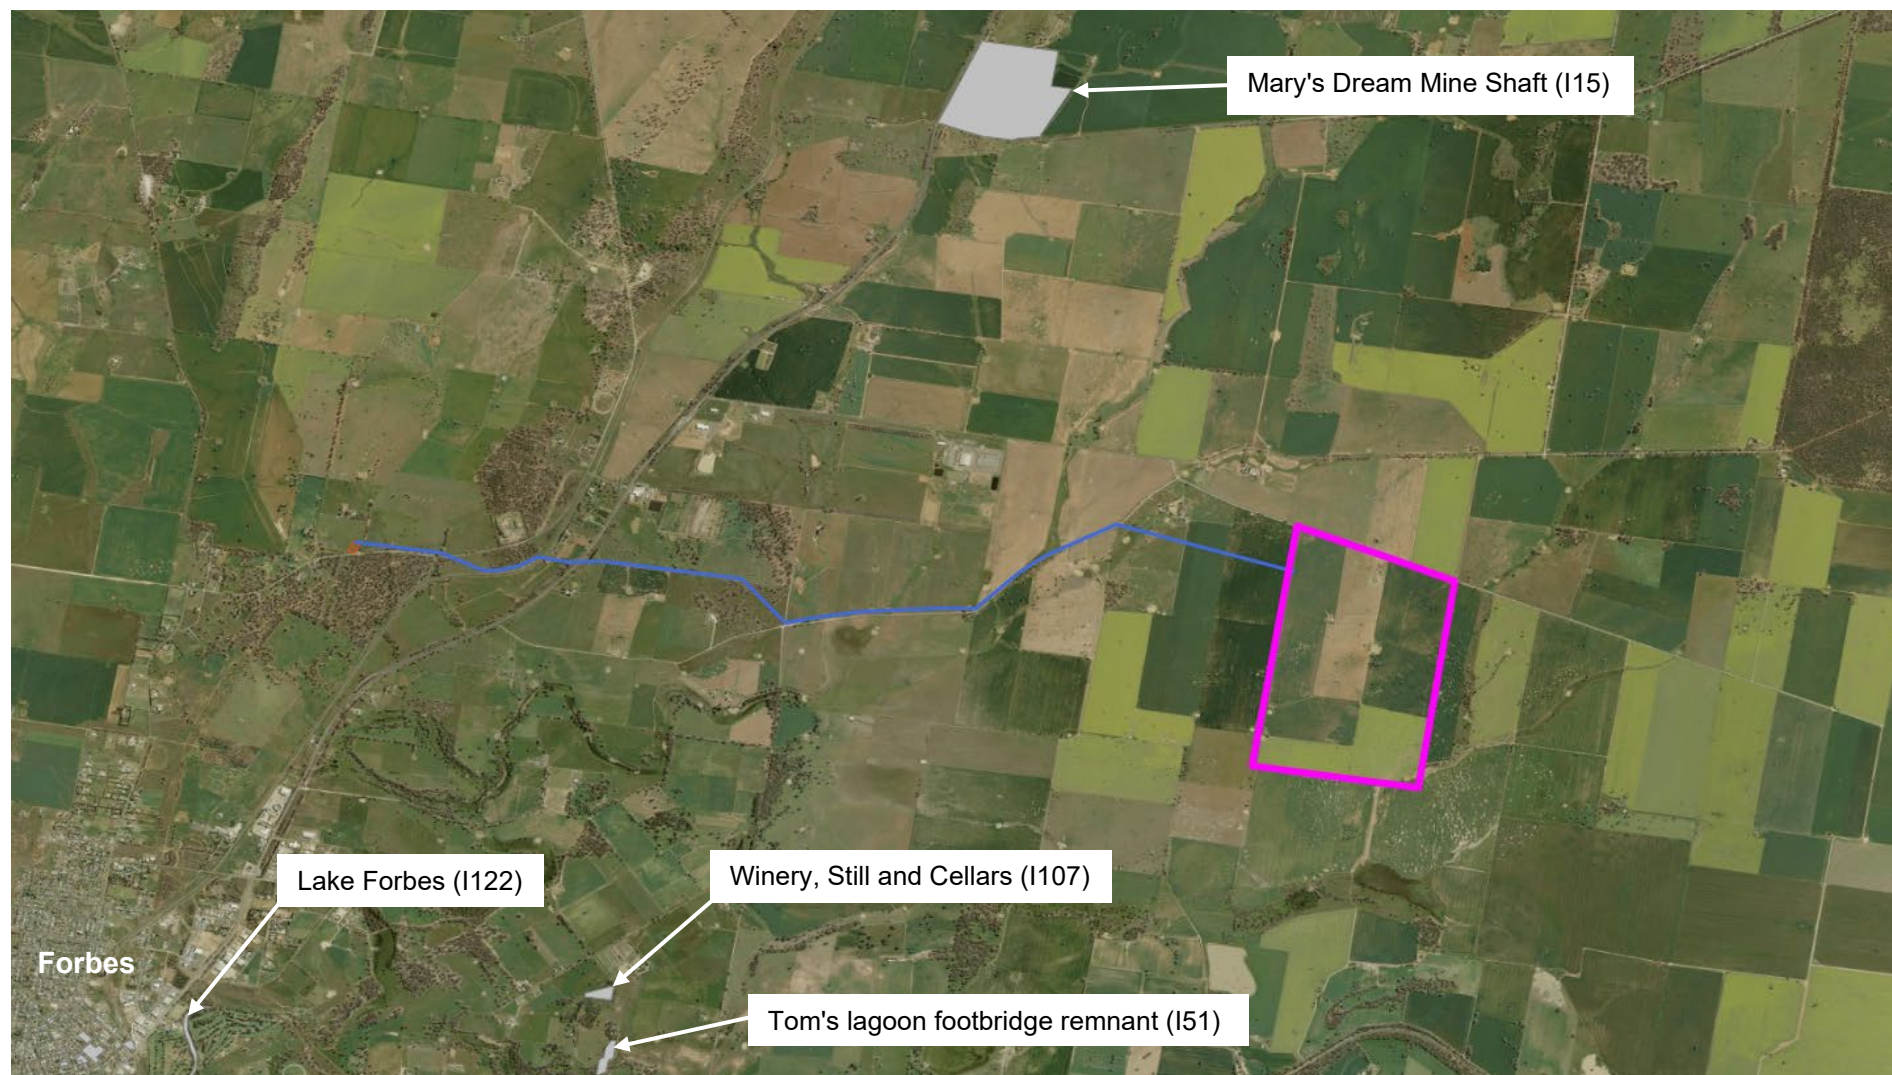 Mary's Dream Mine Shaft (I15)
Lake Forbes (I122)
Winery, Still and Cellars (I107)
Forbes
Tom's lagoon footbridge remnant (I51)